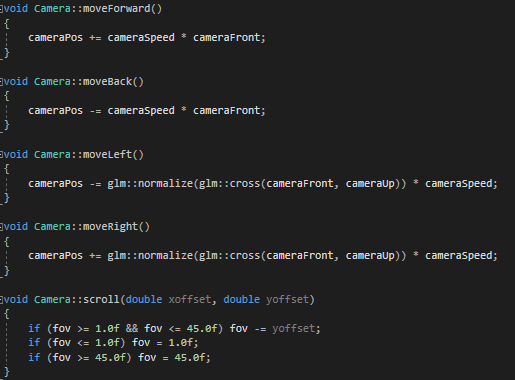 void Camera::moveForward()
{
cameraPos += cameraSpeed * cameraFront;
}
void Camera::moveBack()
{
cameraPos -= cameraSpeed * cameraFront;
}
void Camera::moveLeft()
{
cameraPos -= glm::normalize(glm::cross(cameraFront, cameraUp)) * cameraSpeed;
}
void Camera::moveRight()
{
cameraPos += glm::normalize(glm::cross(cameraFront, cameraUp)) * cameraSpeed;
}
void Camera::scroll(double xoffset, double yoffset)
{
if (fov >= 1.0f && fov <= 45.0f) fov -= yoffset;
if (fov <= 1.0f) fov = 1.0f;
if (fov >= 45.0f) fov = 45.0f;
}